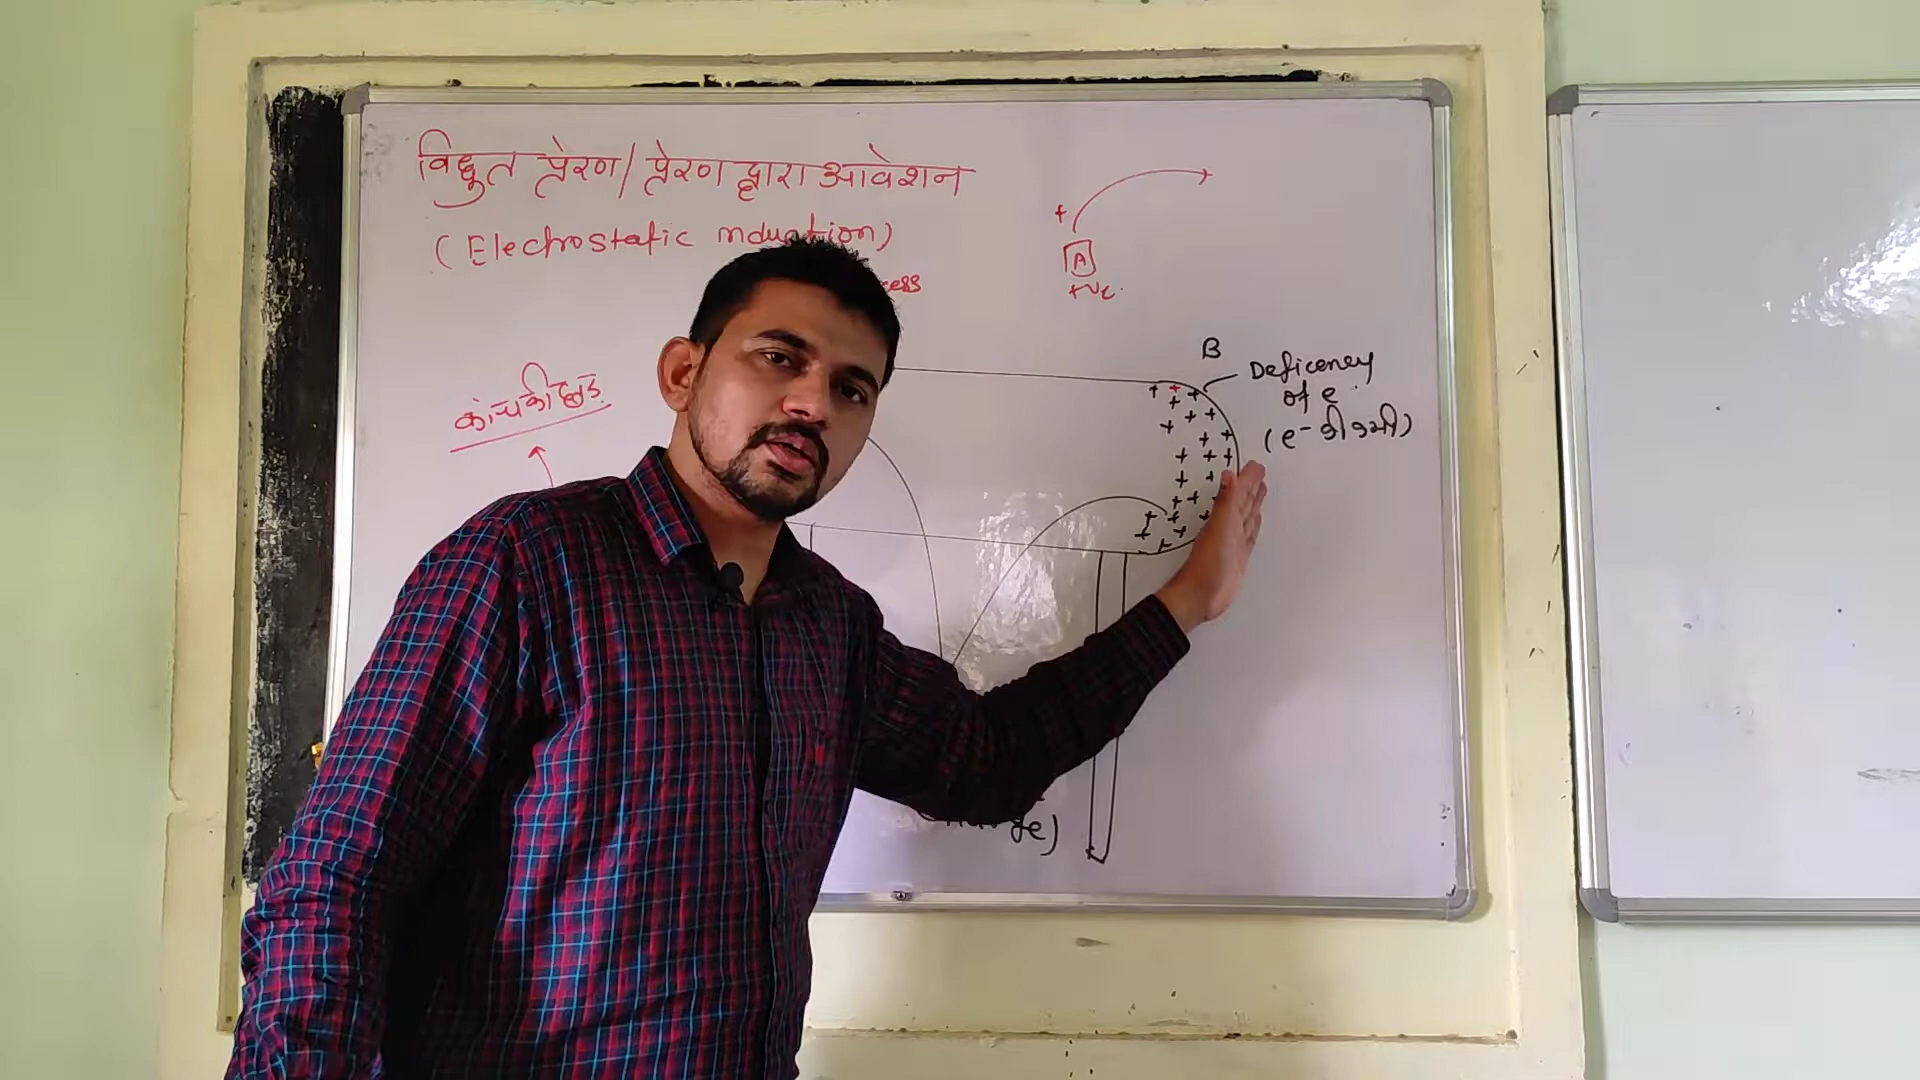 विद्युत प्रेरण/प्रेरण द्वारा आवेशन
(Electrostatic induction)
+
A
+ve.
काँच की छड़
B
Deficency
of e
(e- की कमी)